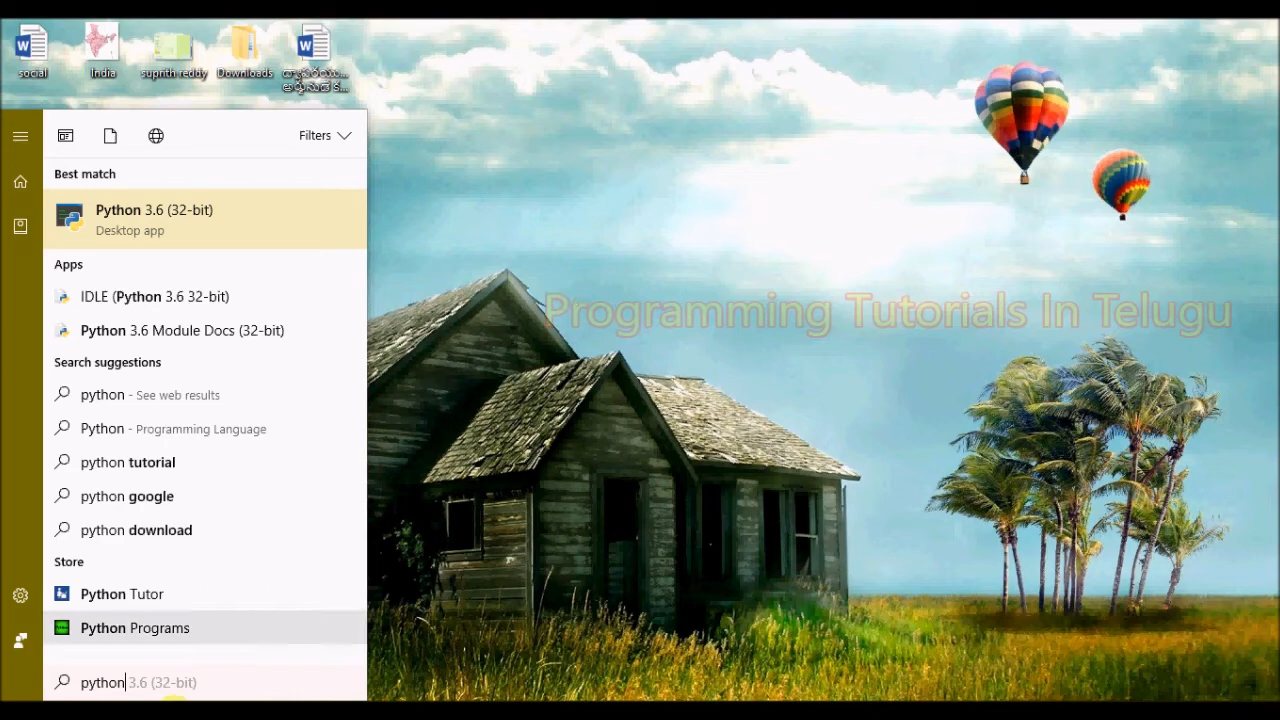 social
India
suprith reddy
Downloads
Filters
Best match
Python 3.6 (32-bit)
Desktop app
Apps
IDLE (Python 3.6 32-bit)
Python 3.6 Module Docs (32-bit)
Search suggestions
python - See web results
Python - Programming Language
python tutorial
python google
python download
Store
Python Tutor
Python Programs
python 3.6 (32-bit)
Programming Tutorials In Telugu